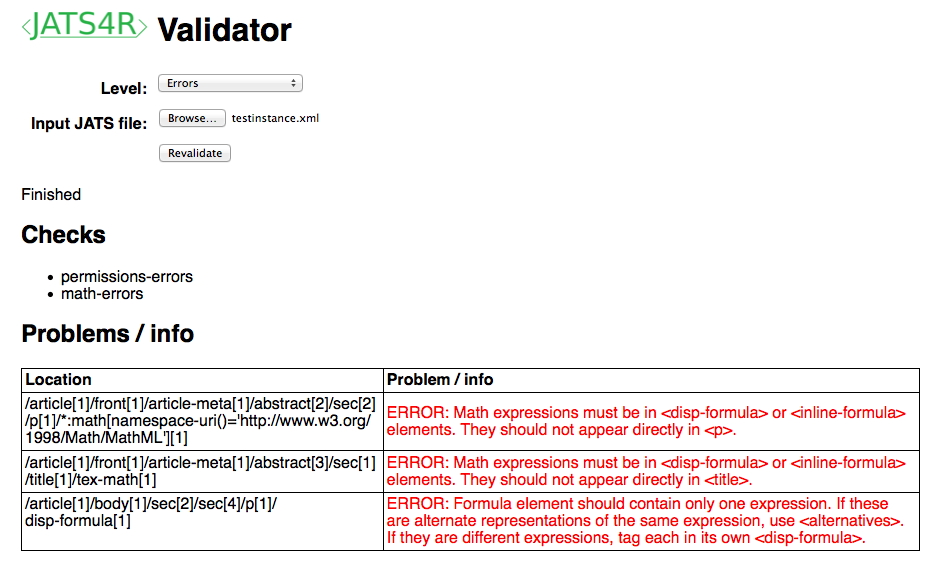 <JATS4R> Validator
Level: Errors
Input JATS file: Browse... testinstance.xml
Revalidate
Finished
Checks
• permissions-errors
• math-errors
Problems / info
Location Problem / info
/article[1]/front[1]/article-meta[1]/abstract[2]/sec[2]
/p[1]/*:math[namespace-uri()='http://www.w3.org/
1998/Math/MathML'][1]
ERROR: Math expressions must be in <disp-formula> or <inline-formula>
elements. They should not appear directly in <p>.
/article[1]/front[1]/article-meta[1]/abstract[3]/sec[1]
/title[1]/tex-math[1]
ERROR: Math expressions must be in <disp-formula> or <inline-formula>
elements. They should not appear directly in <title>.
/article[1]/body[1]/sec[2]/sec[4]/p[1]/
disp-formula[1]
ERROR: Formula element should contain only one expression. If these
are alternate representations of the same expression, use <alternatives>.
If they are different expressions, tag each in its own <disp-formula>.